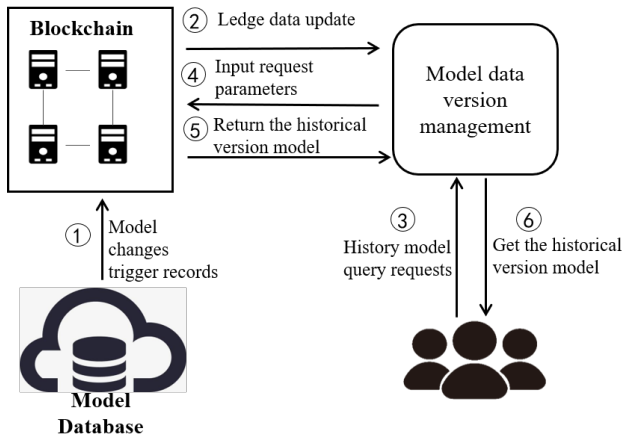 Blockchain
② Ledge data update
④ Input request
parameters
⑤ Return the historical
version model
Model data
version
management
① Model
changes
trigger records
③
History model
query requests
⑥
Get the historical
version model
Model
Database